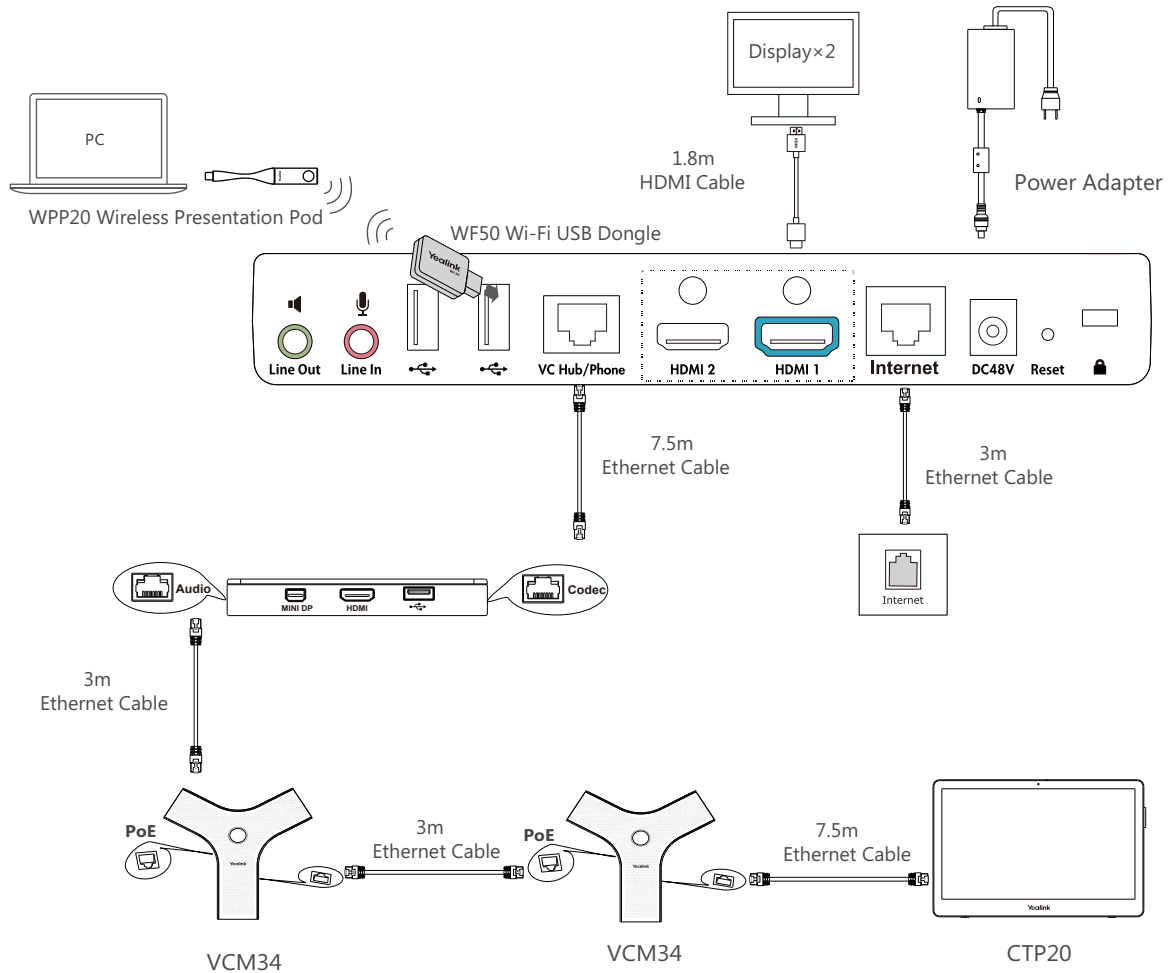 Display×2
PC
1.8m
HDMI Cable
Power Adapter
WPP20 Wireless Presentation Pod
WF50 Wi-Fi USB Dongle
Yealink
Line Out
Line In
VC Hub/Phone
HDMI 2
HDMI 1
Internet
DC48V
Reset
7.5m
Ethernet Cable
3m
Ethernet Cable
Audio
MINI DP
HDMI
Codec
Internet
3m
Ethernet Cable
PoE
Yealink
3m
Ethernet Cable
PoE
Yealink
7.5m
Ethernet Cable
Yealink
VCM34
VCM34
CTP20